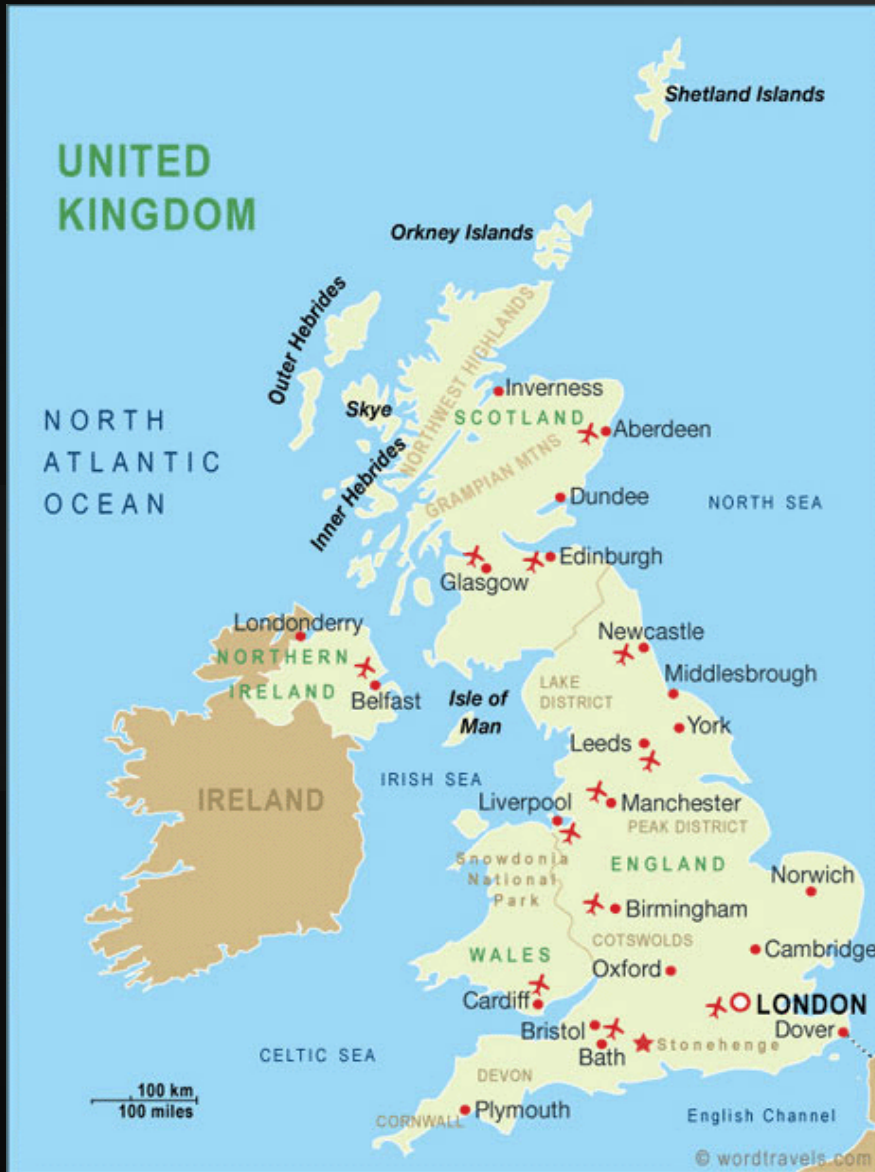 Shetland Islands
UNITED
KINGDOM
Orkney Islands
Outer Hebrides
NORTHWEST HIGHLANDS
Inverness
Skye
SCOTLAND
NORTH
ATLANTIC
OCEAN
Aberdeen
GRAMPIAN MTNS
Inner Hebrides
Dundee
NORTH SEA
Edinburgh
Glasgow
Londonderry
Newcastle
NORTHERN
IRELAND
Middlesbrough
LAKE
DISTRICT
Belfast
Isle of
Man
York
Leeds
IRISH SEA
IRELAND
Liverpool
Manchester
PEAK DISTRICT
Snowdonia
National
Park
ENGLAND
Norwich
Birmingham
COTSWOLDS
WALES
Cambridge
Oxford
Cardiff
LONDON
Bristol
Dover
Stonehenge
Bath
CELTIC SEA
DEVON
100 km
100 miles
CORNWALL
Plymouth
English Channel
© wordtravels.com